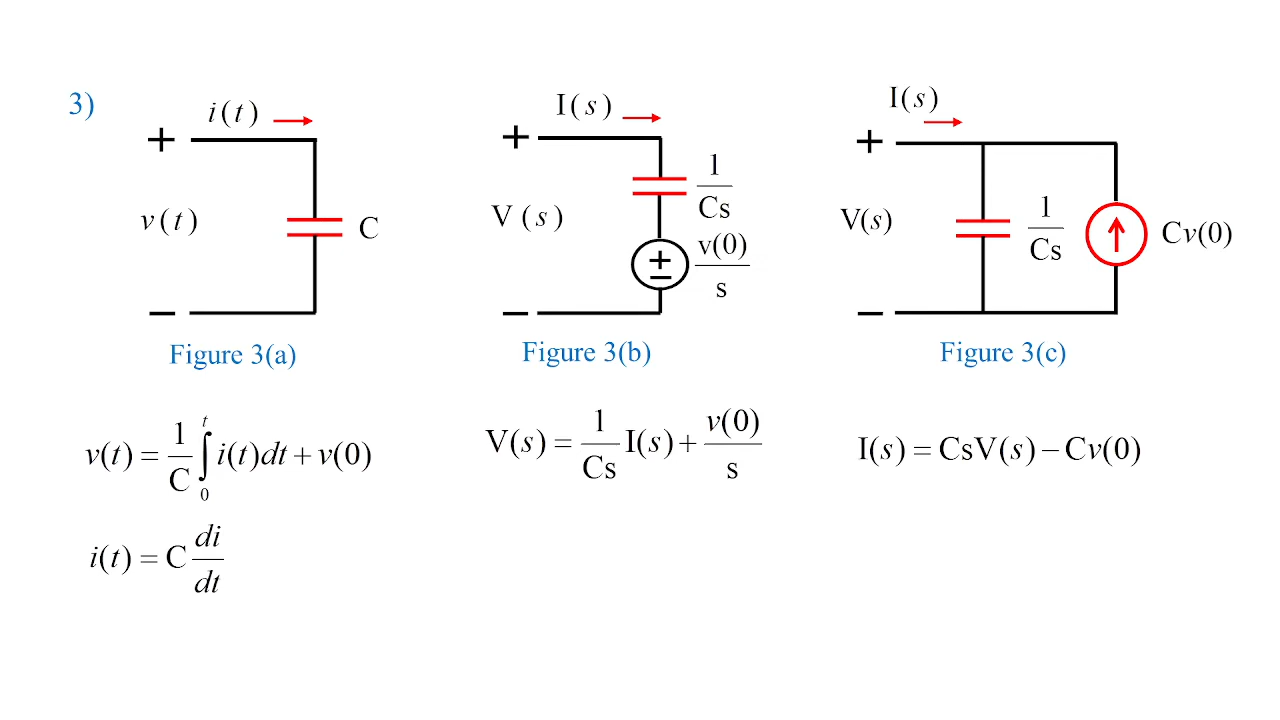 3)
i(t)
+
v(t)
C
−
Figure 3(a)
I(s)
+
V(s)
1/Cs
v(0)/s
+
−
−
Figure 3(b)
I(s)
+
V(s)
1/Cs
Cv(0)
−
Figure 3(c)
v(t) = 1/C ∫₀ᵗ i(t)dt + v(0)
V(s) = 1/Cs I(s) + v(0)/s
I(s) = CsV(s) − Cv(0)
i(t) = C di/dt